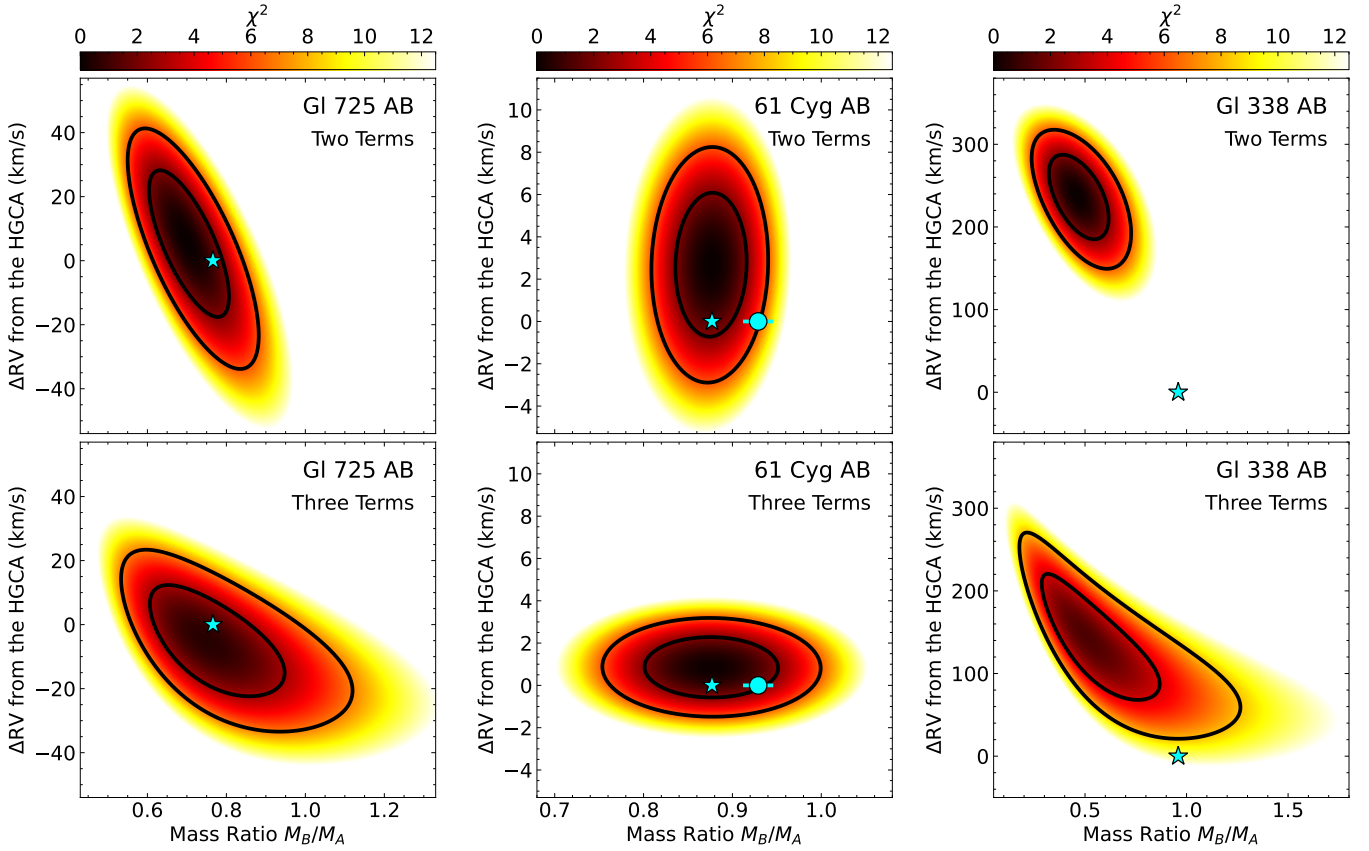 χ²
χ²
χ²
0 2 4 6 8 10 12
0 2 4 6 8 10 12
0 2 4 6 8 10 12
Gl 725 AB
Two Terms
ΔRV from the HGCA (km/s)
40
20
0
−20
−40
61 Cyg AB
Two Terms
ΔRV from the HGCA (km/s)
10
8
6
4
2
0
−2
−4
Gl 338 AB
Two Terms
ΔRV from the HGCA (km/s)
300
200
100
0
Gl 725 AB
Three Terms
ΔRV from the HGCA (km/s)
40
20
0
−20
−40
0.6 0.8 1.0 1.2
Mass Ratio M_B/M_A
61 Cyg AB
Three Terms
ΔRV from the HGCA (km/s)
10
8
6
4
2
0
−2
−4
0.7 0.8 0.9 1.0
Mass Ratio M_B/M_A
Gl 338 AB
Three Terms
ΔRV from the HGCA (km/s)
300
200
100
0
0.5 1.0 1.5
Mass Ratio M_B/M_A